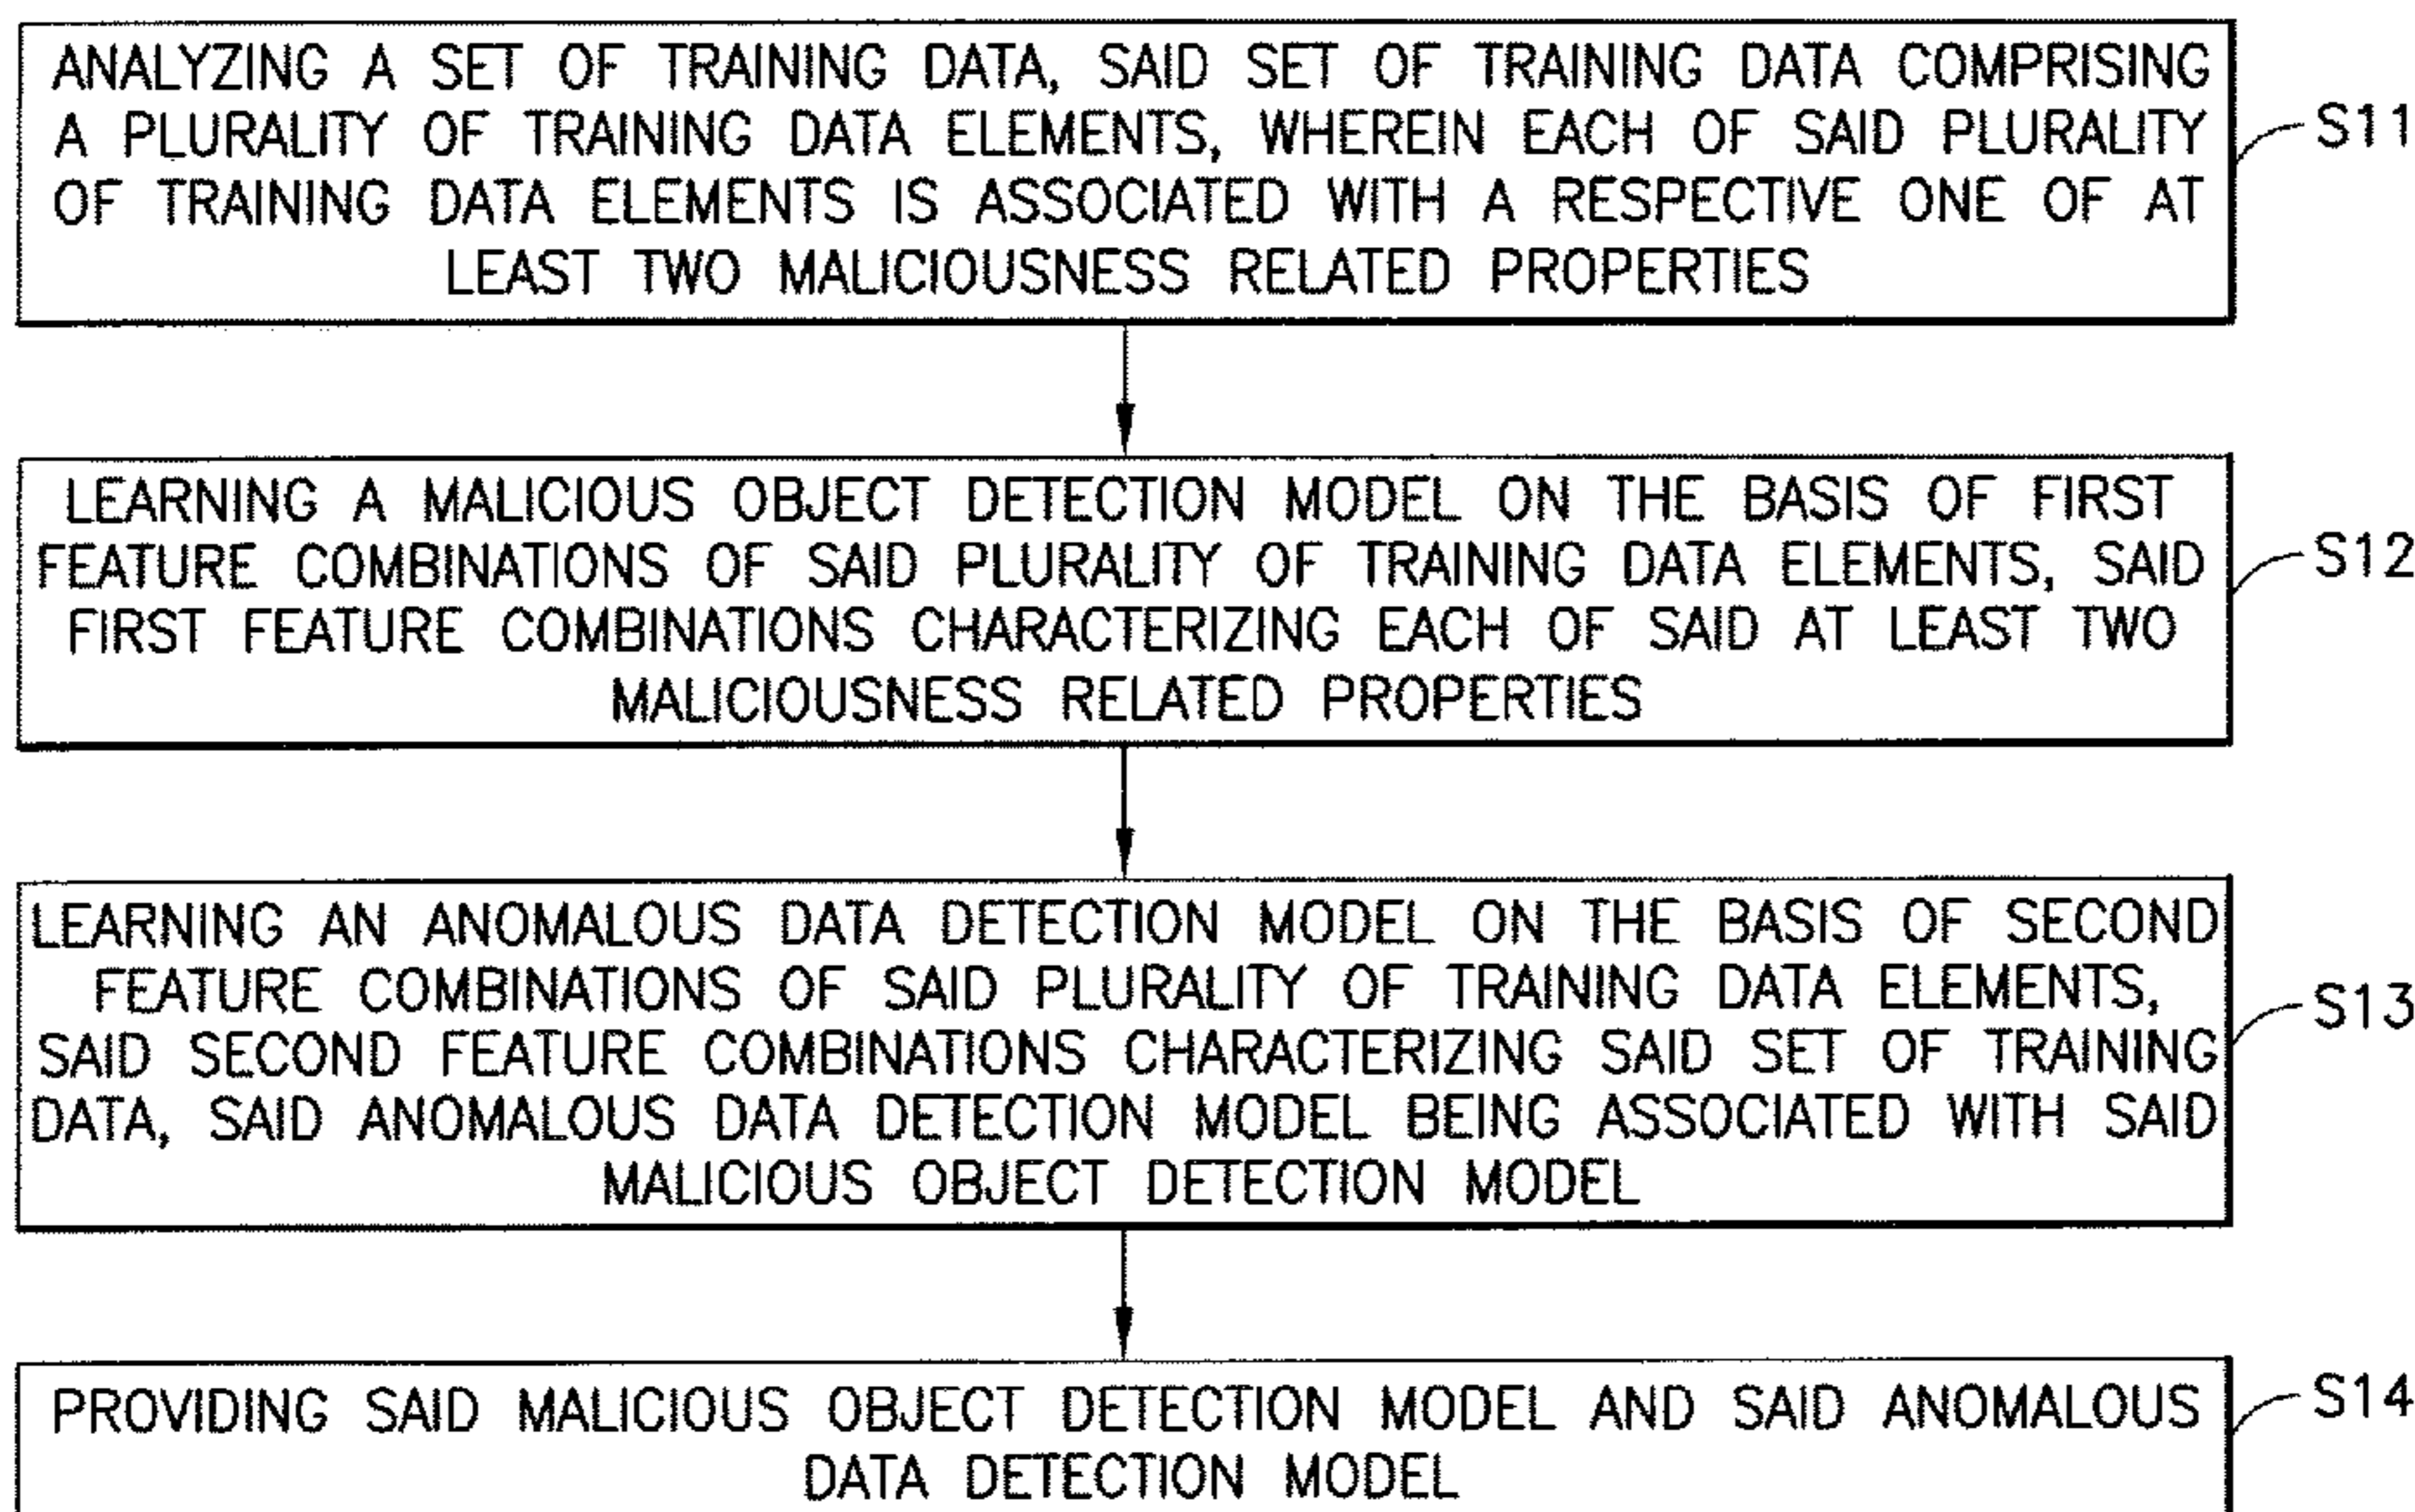 ANALYZING A SET OF TRAINING DATA, SAID SET OF TRAINING DATA COMPRISING
A PLURALITY OF TRAINING DATA ELEMENTS, WHEREIN EACH OF SAID PLURALITY
OF TRAINING DATA ELEMENTS IS ASSOCIATED WITH A RESPECTIVE ONE OF AT
LEAST TWO MALICIOUSNESS RELATED PROPERTIES
S11
LEARNING A MALICIOUS OBJECT DETECTION MODEL ON THE BASIS OF FIRST
FEATURE COMBINATIONS OF SAID PLURALITY OF TRAINING DATA ELEMENTS, SAID
FIRST FEATURE COMBINATIONS CHARACTERIZING EACH OF SAID AT LEAST TWO
MALICIOUSNESS RELATED PROPERTIES
S12
LEARNING AN ANOMALOUS DATA DETECTION MODEL ON THE BASIS OF SECOND
FEATURE COMBINATIONS OF SAID PLURALITY OF TRAINING DATA ELEMENTS,
SAID SECOND FEATURE COMBINATIONS CHARACTERIZING SAID SET OF TRAINING
DATA, SAID ANOMALOUS DATA DETECTION MODEL BEING ASSOCIATED WITH SAID
MALICIOUS OBJECT DETECTION MODEL
S13
PROVIDING SAID MALICIOUS OBJECT DETECTION MODEL AND SAID ANOMALOUS
DATA DETECTION MODEL
S14